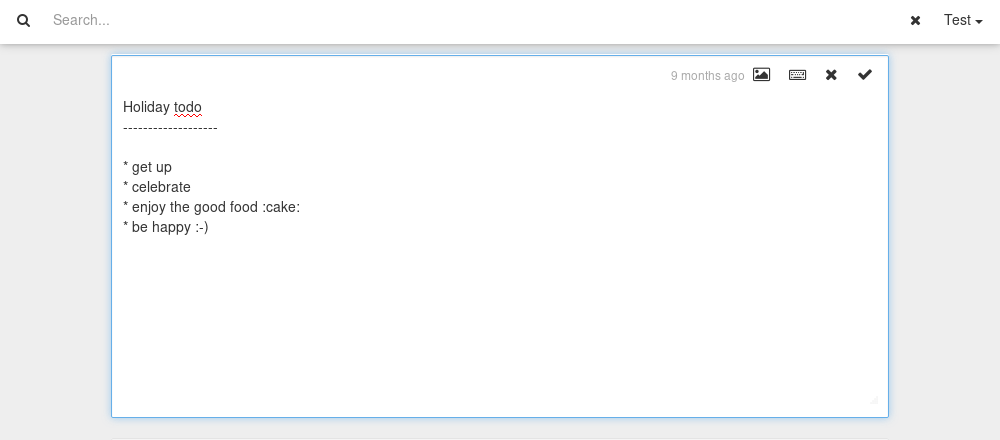 Search...
Test
9 months ago
Holiday todo
-------------------
* get up
* celebrate
* enjoy the good food :cake:
* be happy :-)